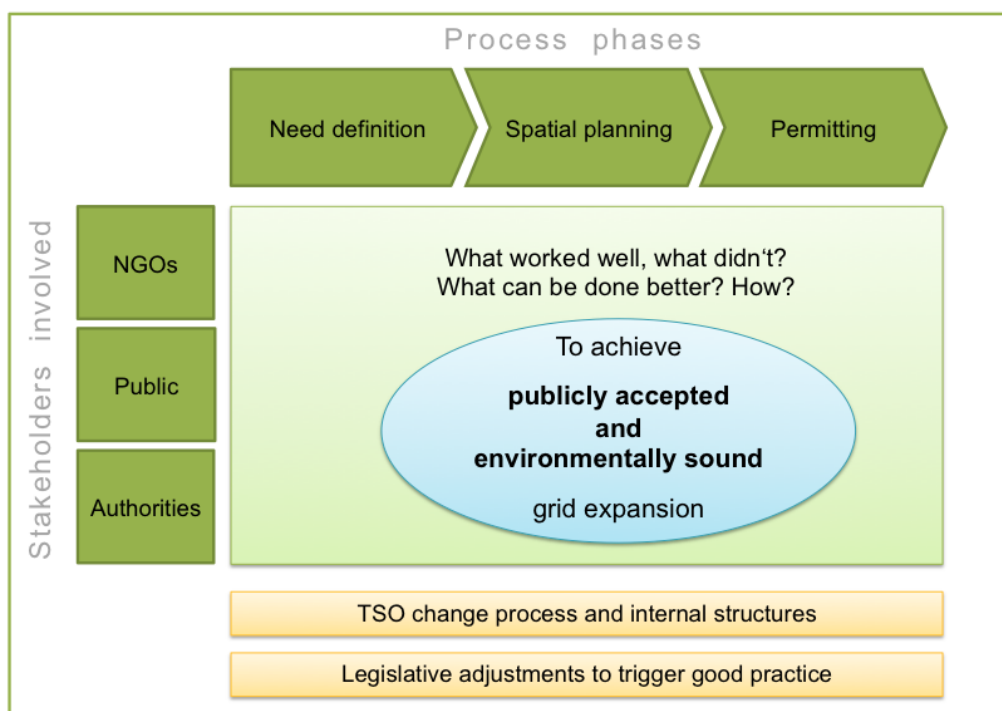 Process phases
Need definition
Spatial planning
Permitting
Stakeholders involved
NGOs
Public
Authorities
What worked well, what didn‘t?
What can be done better? How?
To achieve
publicly accepted
and
environmentally sound
grid expansion
TSO change process and internal structures
Legislative adjustments to trigger good practice